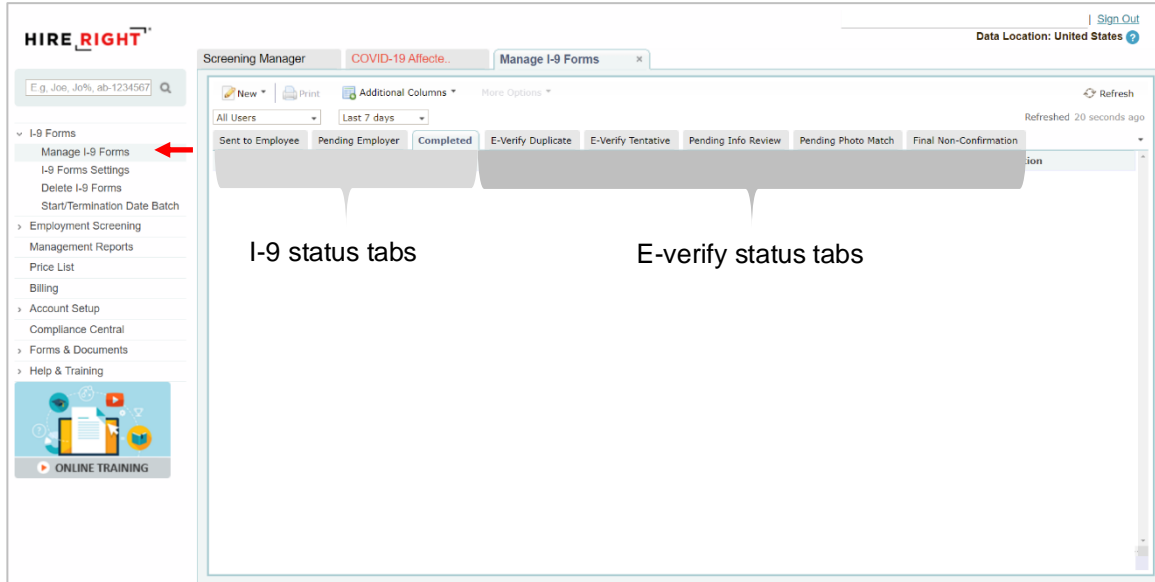 | Sign Out
HIRE RIGHT
Data Location: United States ?
Screening Manager COVID-19 Affecte.. Manage I-9 Forms ×
E.g, Joe, Jo%, ab-1234567
New Print Additional Columns More Options Refresh
All Users Last 7 days Refreshed 20 seconds ago
Sent to Employee Pending Employer Completed E-Verify Duplicate E-Verify Tentative Pending Info Review Pending Photo Match Final Non-Confirmation
tion
I-9 Forms
Manage I-9 Forms
I-9 Forms Settings
Delete I-9 Forms
Start/Termination Date Batch
Employment Screening
Management Reports
Price List
Billing
Account Setup
Compliance Central
Forms & Documents
Help & Training
ONLINE TRAINING
I-9 status tabs
E-verify status tabs